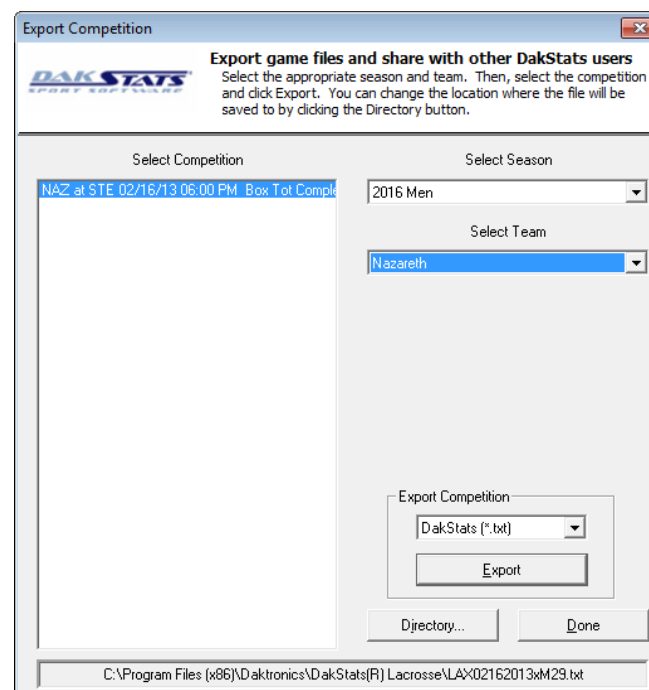 Export Competition
Export game files and share with other DakStats users
Select the appropriate season and team. Then, select the competition
and click Export. You can change the location where the file will be
saved to by clicking the Directory button.
DAK STATS
SPORT SOFTWARE
Select Competition
Select Season
NAZ at STE 02/16/13 06:00 PM Box Tot Comple
2016 Men
Select Team
Nazareth
Export Competition
DakStats (*.txt)
Export
Directory...
Done
C:\Program Files (x86)\Daktronics\DakStats(R) Lacrosse\LAX02162013xM29.txt